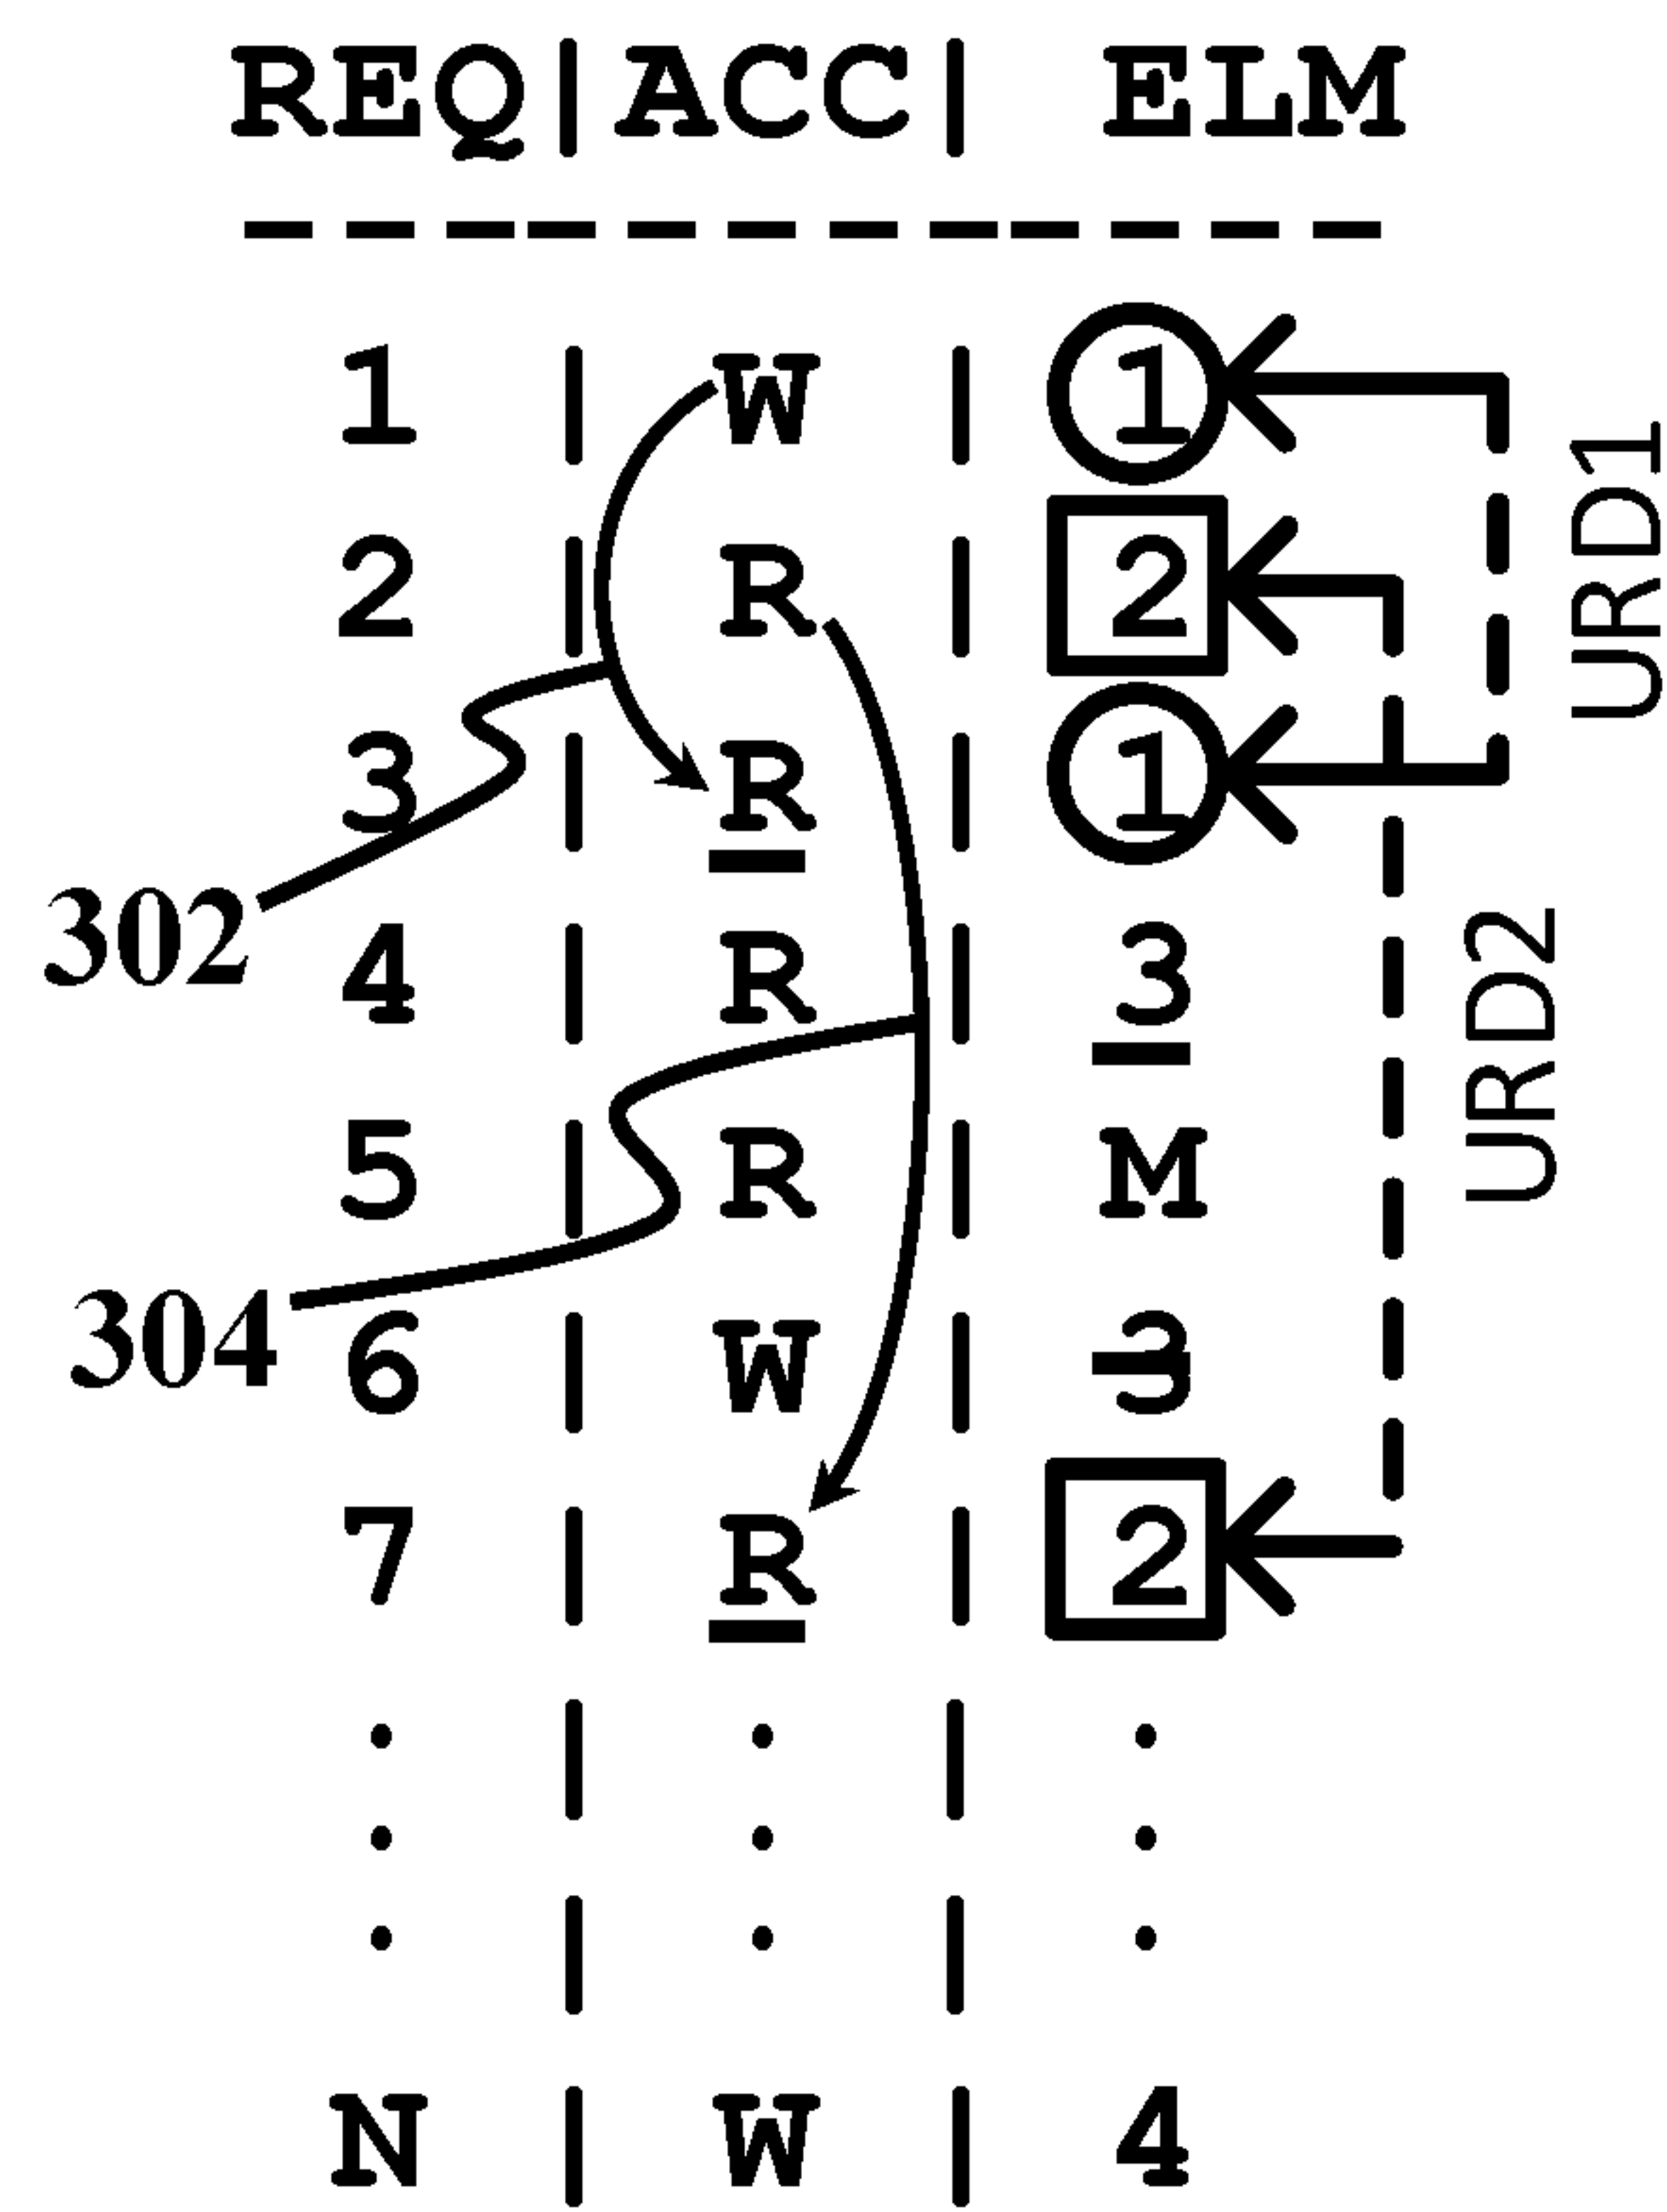 REQ|ACC| ELM
------------
1 | W | 1
2 | R | 2
3 | R | 1
4 | R | 3
5 | R | M
6 | W | 3
7 | R | 2
. | . | .
. . .
. | . | .
N | W | 4
URD1
URD2
302
304